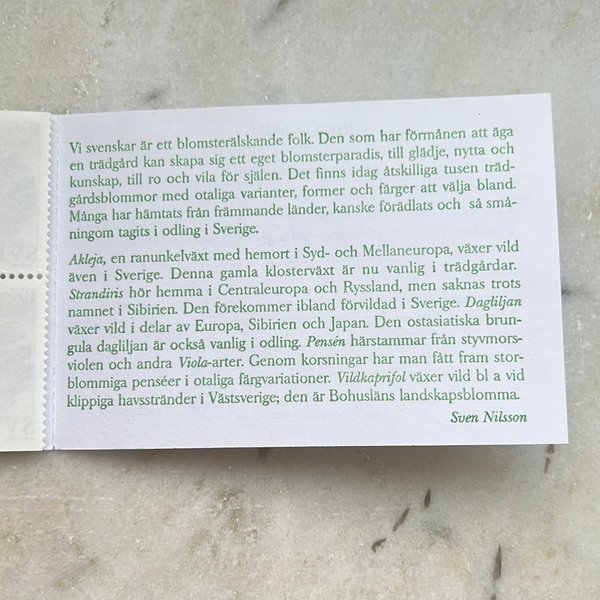 Vi svenskar är ett blomsterälskande folk. Den som har förmånen att äga
en trädgård kan skapa sig ett eget blomsterparadis, till glädje, nytta och
kunskap, till ro och vila för själen. Det finns idag åtskilliga tusen träd-
gårdsblommor med otaliga varianter, former och färger att välja bland.
Många har hämtats från främmande länder, kanske förädlats och så små-
ningom tagits i odling i Sverige.
Akleja, en ranunkelväxt med hemort i Syd- och Mellaneuropa, växer vild
även i Sverige. Denna gamla klosterväxt är nu vanlig i trädgårdar.
Strandiris hör hemma i Centraleuropa och Ryssland, men saknas trots
namnet i Sibirien. Den förekommer ibland förvildad i Sverige. Dagliljan
växer vild i delar av Europa, Sibirien och Japan. Den ostasiatiska brun-
gula dagliljan är också vanlig i odling. Pensén härstammar från styvmors-
violen och andra Viola-arter. Genom korsningar har man fått fram stor-
blommiga penséer i otaliga färgvariationer. Vildkaprifol växer vild bl a vid
klippiga havsstränder i Västsverige; den är Bohusläns landskapsblomma.
Sven Nilsson